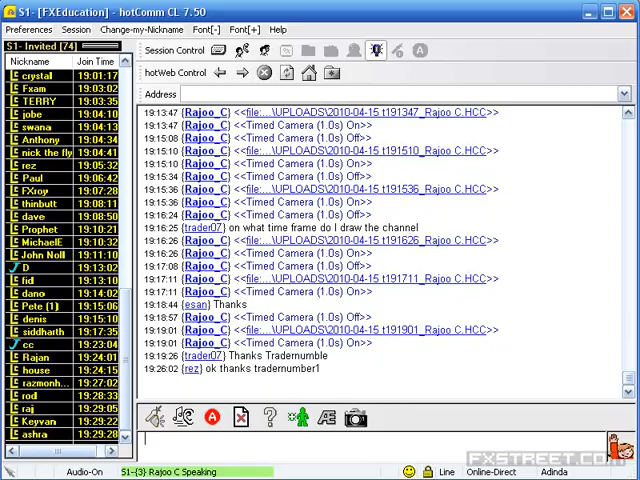 S1- [FXEducation] - hotComm CL 7.50
Preferences Session Change-my-Nickname Font[-] Font[+] Help
S1- Invited [74]
Nickname Join Time
crystal 19:01:17
Fxam 19:03:02
TERRY 19:03:35
jobe 19:04:10
swana 19:04:13
Anthony 19:04:34
nick the fly 19:04:41
rez 19:05:32
Paul 19:06:42
FXroy 19:07:28
thinbutt 19:08:11
dave 19:08:50
Prophet 19:10:21
MichaelE 19:10:32
John Noll 19:11:10
D 19:13:02
fid 19:13:10
dano 19:14:02
Pete (1) 19:15:06
denis 19:15:10
siddharth 19:17:35
cc 19:23:04
Rajan 19:24:01
house 19:24:15
razmonh... 19:27:02
rod 19:28:33
raj 19:29:05
Keyvan 19:29:22
ashra 19:29:28
Session Control
A
hotWeb Control
Address
19:13:47 {Rajoo_C} <<file:...\UPLOADS\2010-04-15 t191347_Rajoo C.HCC>>
19:13:47 {Rajoo_C} <<Timed Camera (1.0s) On>>
19:15:08 {Rajoo_C} <<Timed Camera (1.0s) Off>>
19:15:10 {Rajoo_C} <<file:...\UPLOADS\2010-04-15 t191510_Rajoo C.HCC>>
19:15:10 {Rajoo_C} <<Timed Camera (1.0s) On>>
19:15:34 {Rajoo_C} <<Timed Camera (1.0s) Off>>
19:15:36 {Rajoo_C} <<file:...\UPLOADS\2010-04-15 t191536_Rajoo C.HCC>>
19:15:36 {Rajoo_C} <<Timed Camera (1.0s) On>>
19:16:24 {Rajoo_C} <<Timed Camera (1.0s) Off>>
19:16:25 {trader07} on what time frame do I draw the channel
19:16:26 {Rajoo_C} <<file:...\UPLOADS\2010-04-15 t191626_Rajoo C.HCC>>
19:16:26 {Rajoo_C} <<Timed Camera (1.0s) On>>
19:17:08 {Rajoo_C} <<Timed Camera (1.0s) Off>>
19:17:11 {Rajoo_C} <<file:...\UPLOADS\2010-04-15 t191711_Rajoo C.HCC>>
19:17:11 {Rajoo_C} <<Timed Camera (1.0s) On>>
19:18:44 {esan} Thanks
19:18:57 {Rajoo_C} <<Timed Camera (1.0s) Off>>
19:19:01 {Rajoo_C} <<file:...\UPLOADS\2010-04-15 t191901_Rajoo C.HCC>>
19:19:01 {Rajoo_C} <<Timed Camera (1.0s) On>>
19:19:26 {trader07} Thanks Tradernumble
19:26:02 {rez} ok thanks tradernumber1
A Æ
FXSTREET.COM
Audio-On S1-{3} Rajoo C Speaking Line Online-Direct Adinda